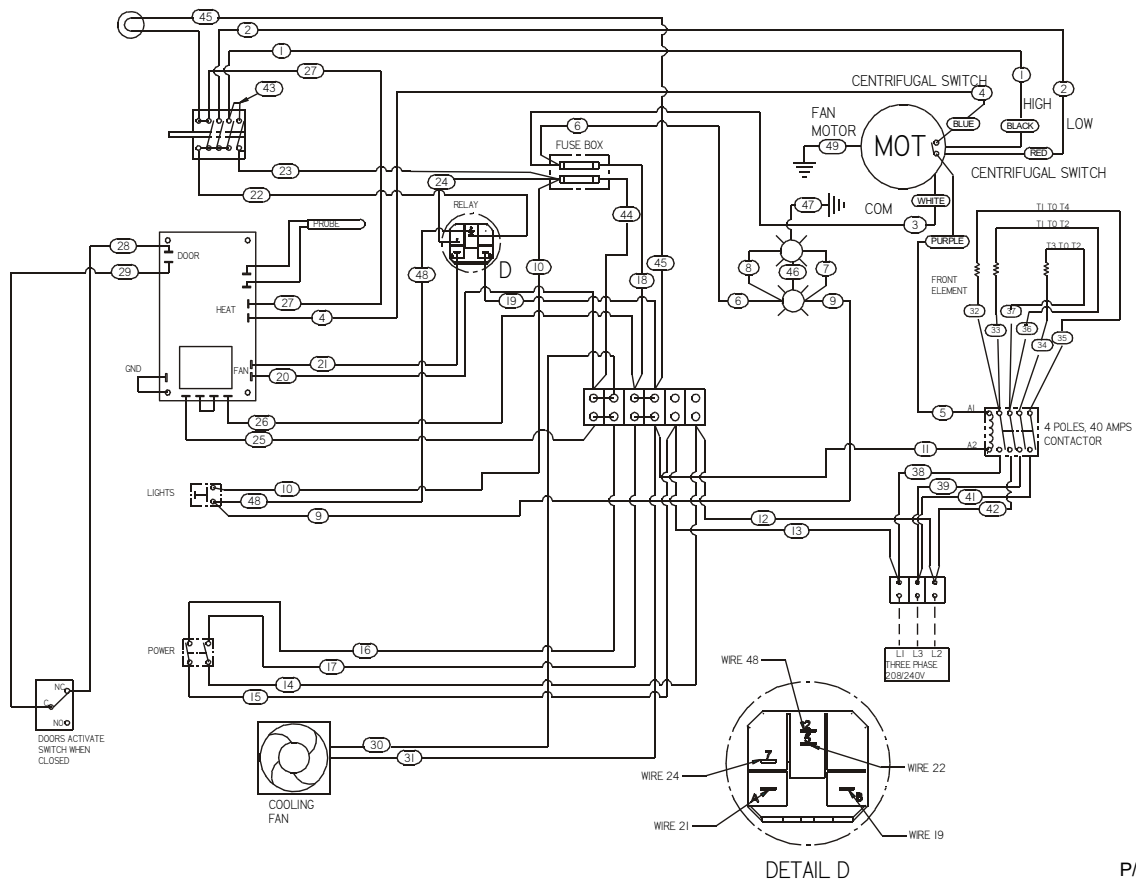 45
2
1
27
43
CENTRIFUGAL SWITCH
4
1
2
HIGH
LOW
FAN
MOTOR
BLUE
BLACK
6
FUSE BOX
49
MOT
RED
CENTRIFUGAL SWITCH
23
24
22
RELAY
44
47
COM
WHITE
3
T1 TO T4
T1 TO T2
T3 TO T2
PROBE
PURPLE
28
DOOR
29
D
48
10
18
45
8
46
7
FRONT
ELEMENT
27
HEAT
4
19
6
9
32
37
33
36
34
35
21
GND
FAN
20
26
25
5
A1
4 POLES, 40 AMPS
CONTACTOR
11
A2
38
39
41
42
LIGHTS
10
48
9
12
13
POWER
16
17
14
15
L1 L3 L2
THREE PHASE
208/240V
NC
C
NO
DOORS ACTIVATE
SWITCH WHEN
CLOSED
30
31
COOLING
FAN
WIRE 48
7
WIRE 24
WIRE 22
A
B
WIRE 21
WIRE 19
DETAIL D
P/